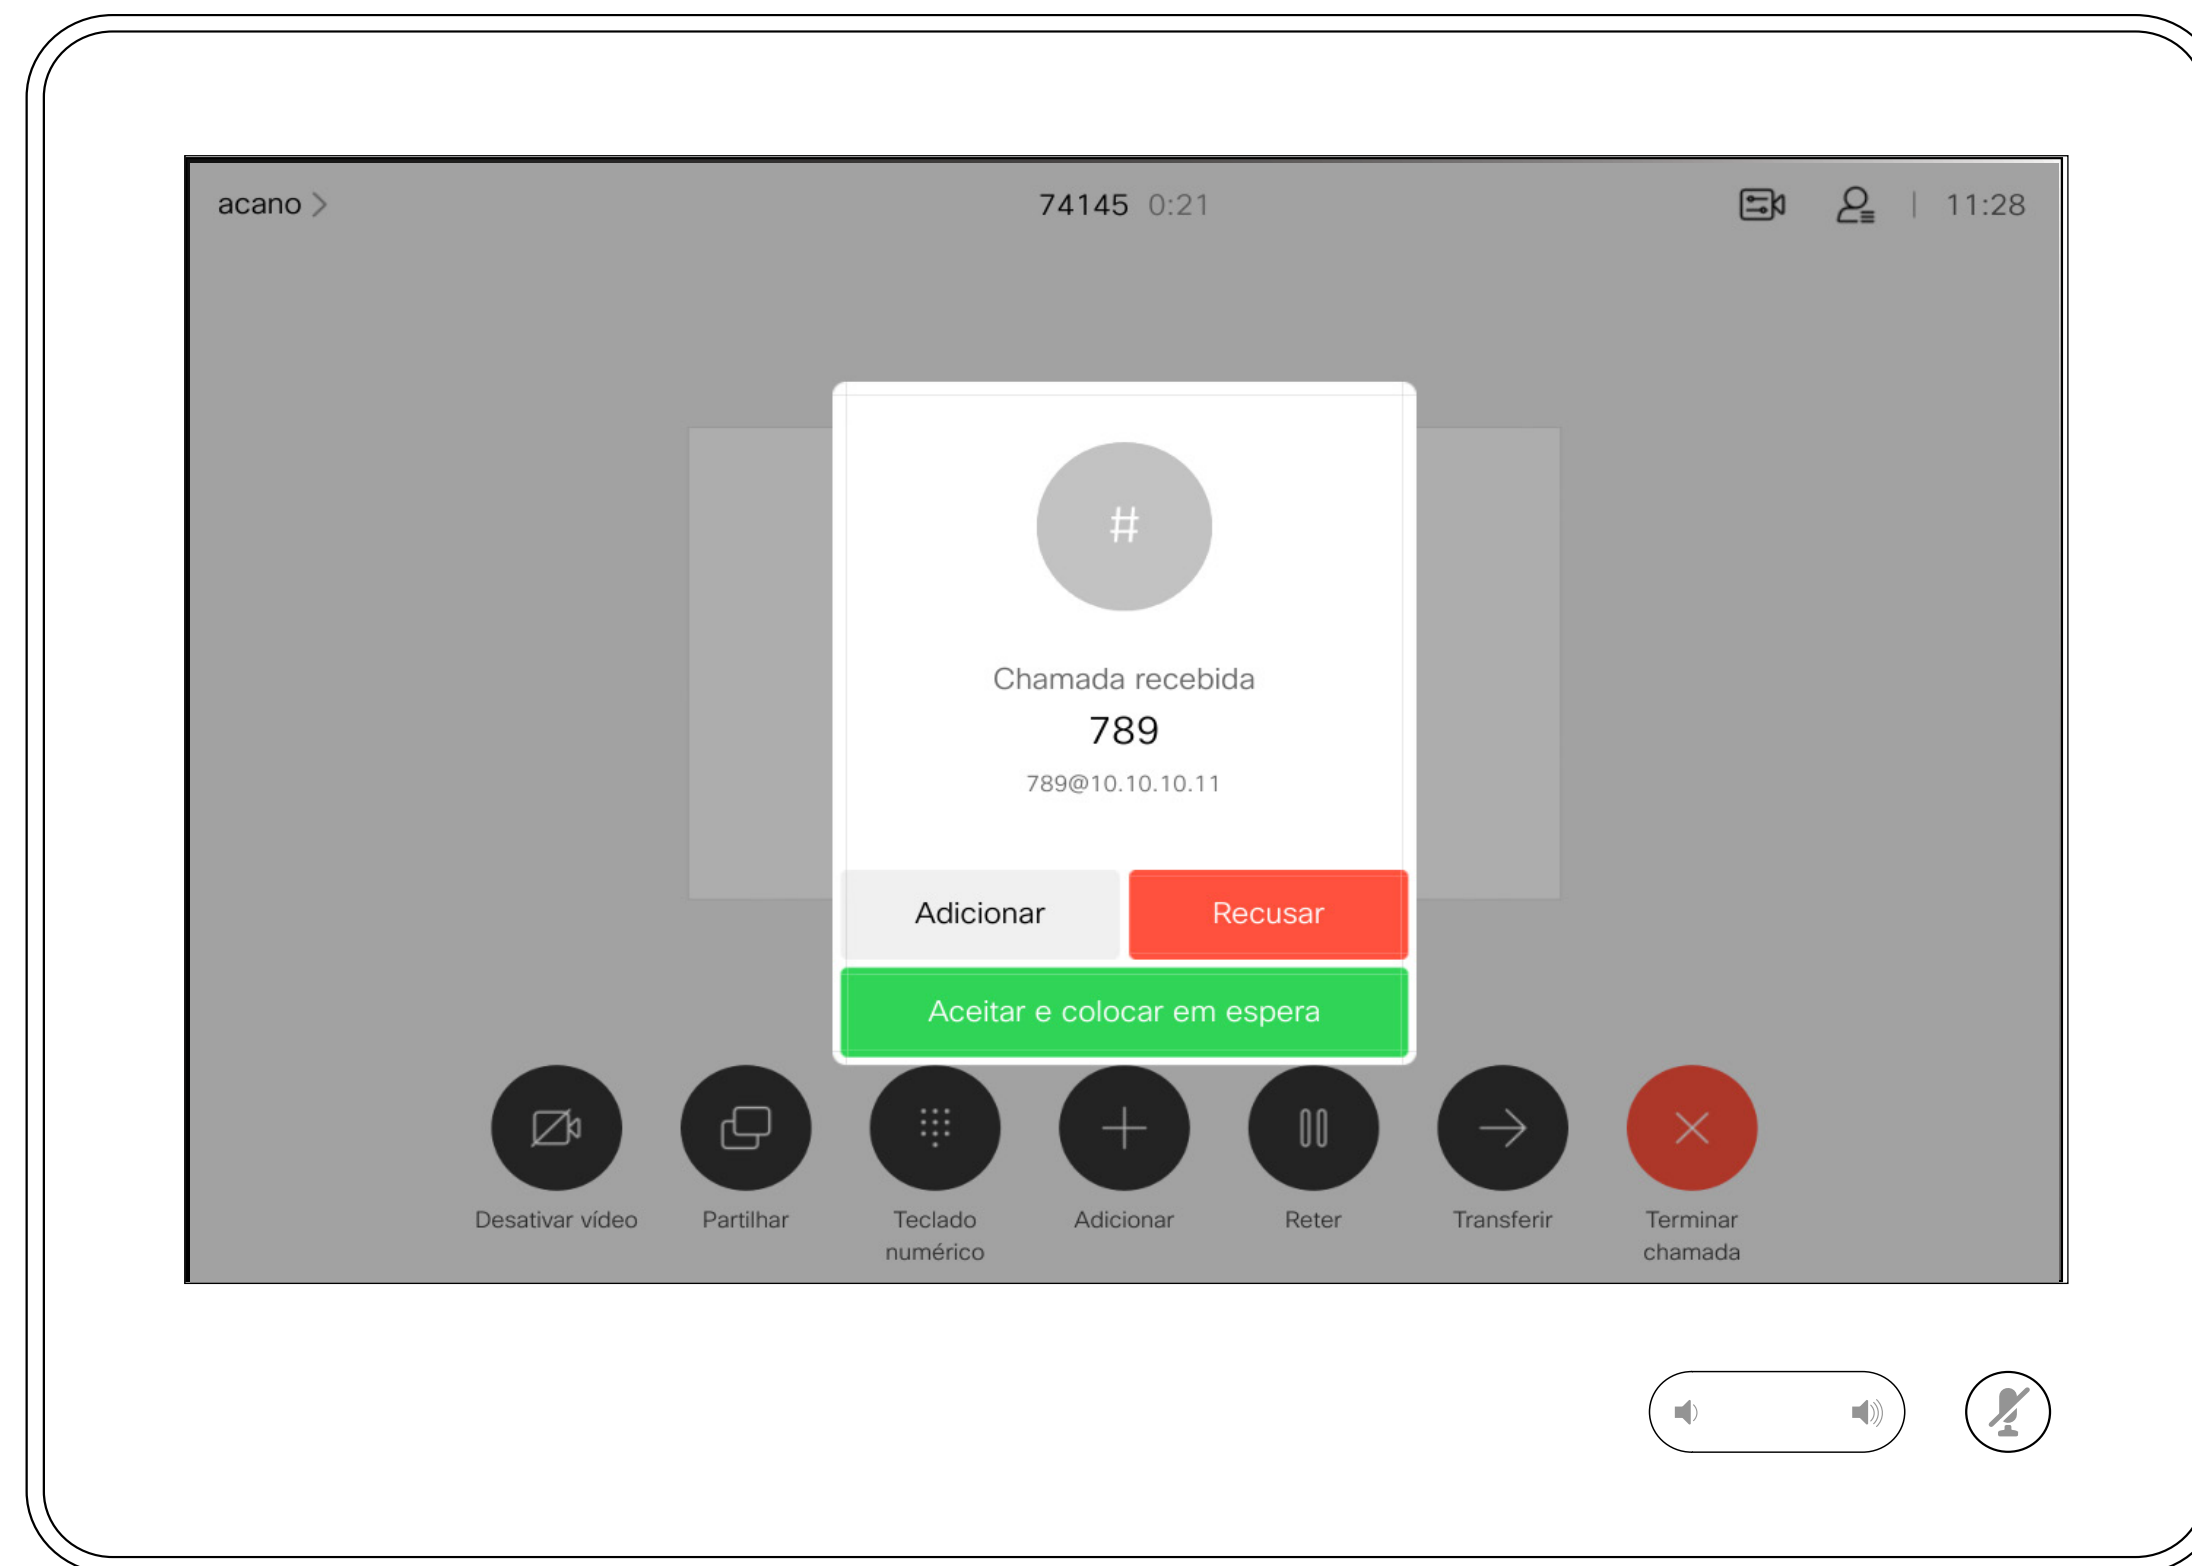 acano
74145 0:21
11:28
#
Chamada recebida
789
789@10.10.10.11
Adicionar
Recusar
Aceitar e colocar em espera
Desativar vídeo
Partilhar
Teclado
numérico
Adicionar
Reter
Transferir
Terminar
chamada